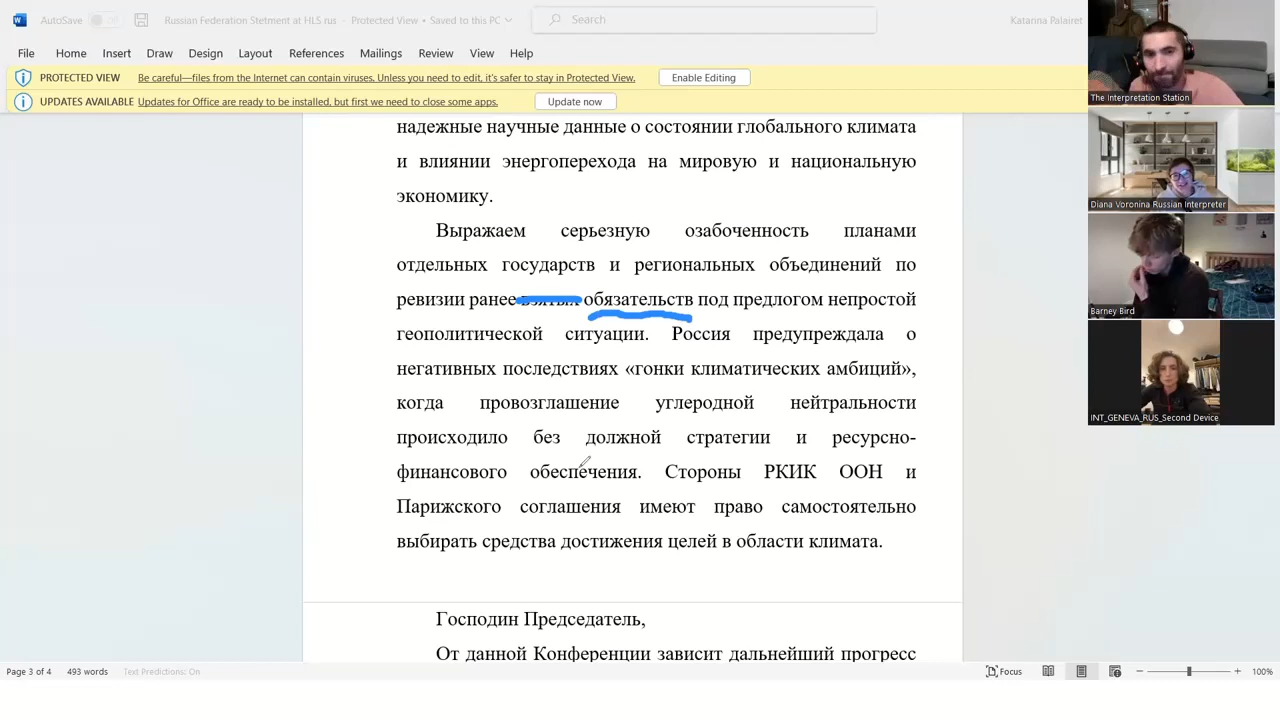 AutoSave
Off
Russian Federation Stetment at HLS rus - Protected View • Saved to this PC
Search
Katanna Palairet
File Home Insert Draw Design Layout References Mailings Review View Help
PROTECTED VIEW Be careful—files from the Internet can contain viruses. Unless you need to edit, it's safer to stay in Protected View. Enable Editing
UPDATES AVAILABLE Updates for Office are ready to be installed, but first we need to close some apps. Update now
надежные научные данные о состоянии глобального климата
и влиянии энергоперехода на мировую и национальную
экономику.
Выражаем серьезную озабоченность планами
отдельных государств и региональных объединений по
ревизии ранее взятых обязательств под предлогом непростой
геополитической ситуации. Россия предупреждала о
негативных последствиях «гонки климатических амбиций»,
когда провозглашение углеродной нейтральности
происходило без должной стратегии и ресурсно-
финансового обеспечения. Стороны РКИК ООН и
Парижского соглашения имеют право самостоятельно
выбирать средства достижения целей в области климата.
Господин Председатель,
От данной Конференции зависит дальнейший прогресс
Page 3 of 4 493 words Text Predictions: On Focus 100%
The Interpretation Station
Diana Voronina Russian Interpreter
Barney Bird
INT_GENEVA_RUS_Second Device